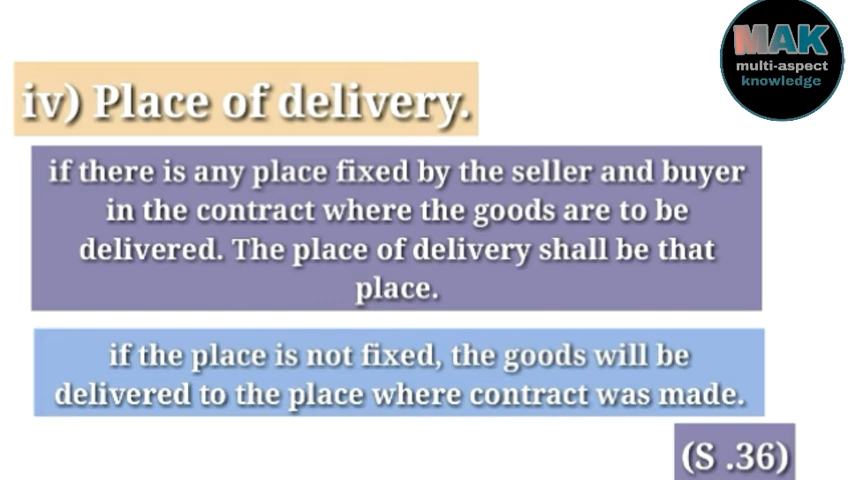 MAK
multi-aspect
knowledge
iv) Place of delivery.
if there is any place fixed by the seller and buyer
in the contract where the goods are to be
delivered. The place of delivery shall be that
place.
if the place is not fixed, the goods will be
delivered to the place where contract was made.
(S .36)